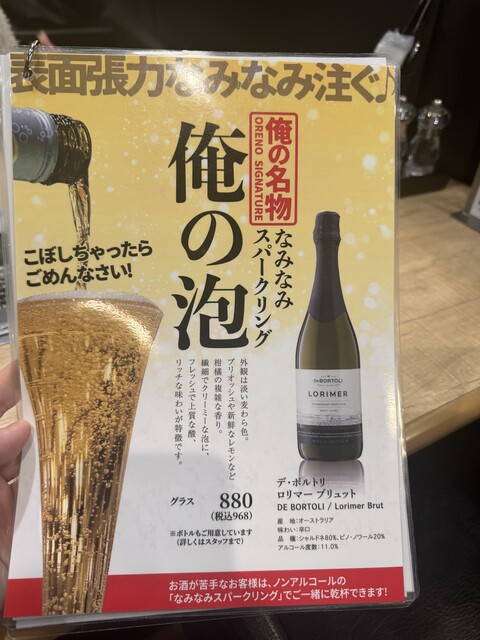 表面張力なみなみ注ぐ♪
俺の名物
ORENO SIGNATURE
俺の泡
なみなみ
スパークリング
こぼしちゃったら
ごめんなさい!
外観は淡い麦わら色。
ブリオッシュや新鮮なレモンなど
柑橘の複雑な香り。
繊細でクリーミーな泡に、
フレッシュで上質な酸、
リッチな味わいが特徴です。
De BORTOLI
LORIMER
グラス 880
(税込968)
※ボトルもご用意しています
(詳しくはスタッフまで)
デ・ボルトリ
ロリマー ブリュット
DE BORTOLI / Lorimer Brut
産 地:オーストラリア
味わい:辛口
品 種:シャルドネ80%、ピノ・ノワール20%
アルコール度数:11.0%
お酒が苦手なお客様は、ノンアルコールの
「なみなみスパークリング」でご一緒に乾杯できます!